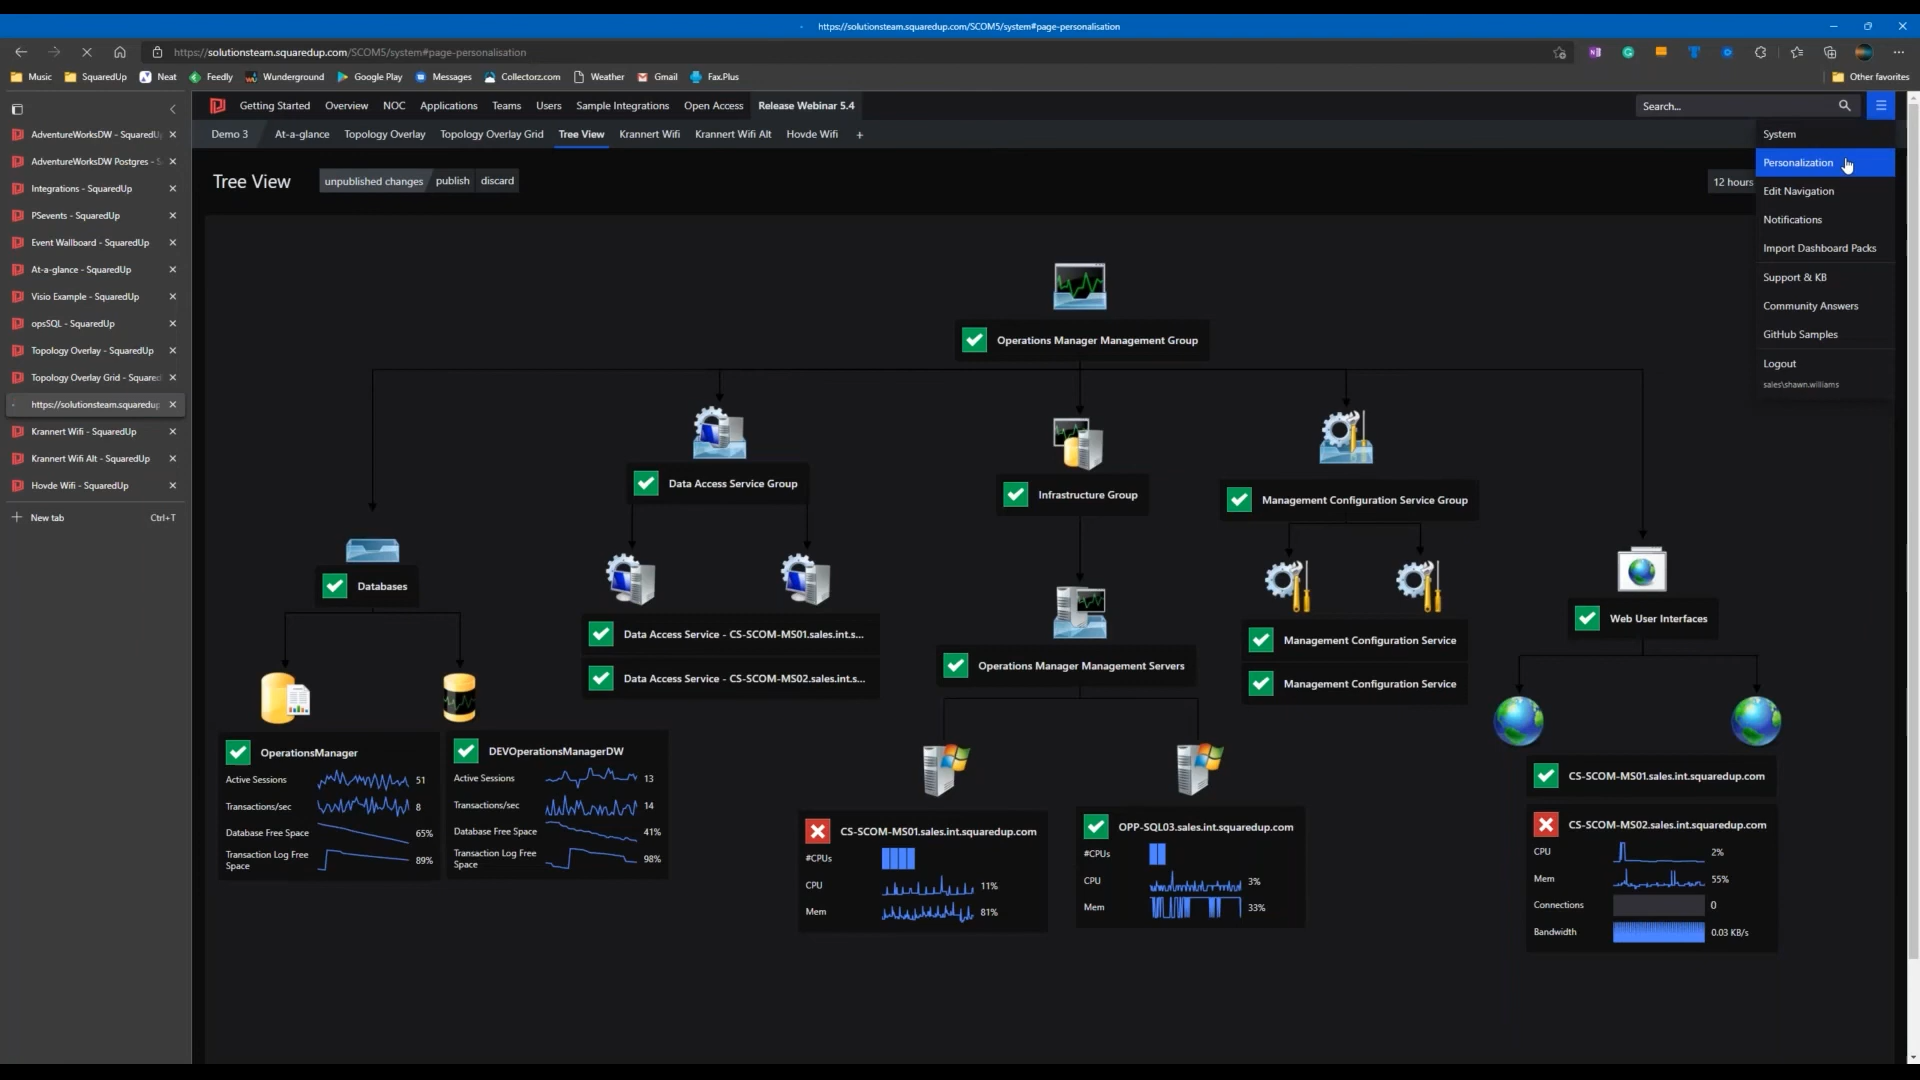 https://solutionsteam.squaredup.com/SCOM5/system#page-personalisation
https://solutionsteam.squaredup.com/SCOM5/system#page-personalisation
Music
SquaredUp
Neat
Feedly
Wunderground
Google Play
Messages
Collectorz.com
Weather
Gmail
Fax.Plus
Other favorites
AdventureWorksDW - SquaredU
AdventureWorksDW Postgres - S
Integrations - SquaredUp
PSevents - SquaredUp
Event Wallboard - SquaredUp
At-a-glance - SquaredUp
Visio Example - SquaredUp
opsSQL - SquaredUp
Topology Overlay - SquaredUp
Topology Overlay Grid - Squared
https://solutionsteam.squaredup
Krannert Wifi - SquaredUp
Krannert Wifi Alt - SquaredUp
Hovde Wifi - SquaredUp
New tab Ctrl+T
Getting Started
Overview
NOC
Applications
Teams
Users
Sample Integrations
Open Access
Release Webinar 5.4
Search...
Demo 3
At-a-glance
Topology Overlay
Topology Overlay Grid
Tree View
Krannert Wifi
Krannert Wifi Alt
Hovde Wifi
+
Tree View
unpublished changes
publish
discard
12 hours
System
Personalization
Edit Navigation
Notifications
Import Dashboard Packs
Support & KB
Community Answers
GitHub Samples
Logout
sales\shawn.williams
Operations Manager Management Group
Data Access Service Group
Infrastructure Group
Management Configuration Service Group
Databases
Web User Interfaces
Data Access Service - CS-SCOM-MS01.sales.int.s...
Data Access Service - CS-SCOM-MS02.sales.int.s...
Operations Manager Management Servers
Management Configuration Service
Management Configuration Service
OperationsManager
Active Sessions 51
Transactions/sec 8
Database Free Space 65%
Transaction Log Free
Space 89%
DEVOperationsManagerDW
Active Sessions 13
Transactions/sec 14
Database Free Space 41%
Transaction Log Free
Space 98%
CS-SCOM-MS01.sales.int.squaredup.com
#CPUs
CPU 11%
Mem 81%
OPP-SQL03.sales.int.squaredup.com
#CPUs
CPU 3%
Mem 33%
CS-SCOM-MS01.sales.int.squaredup.com
CS-SCOM-MS02.sales.int.squaredup.com
CPU 2%
Mem 55%
Connections 0
Bandwidth 0.03 KB/s